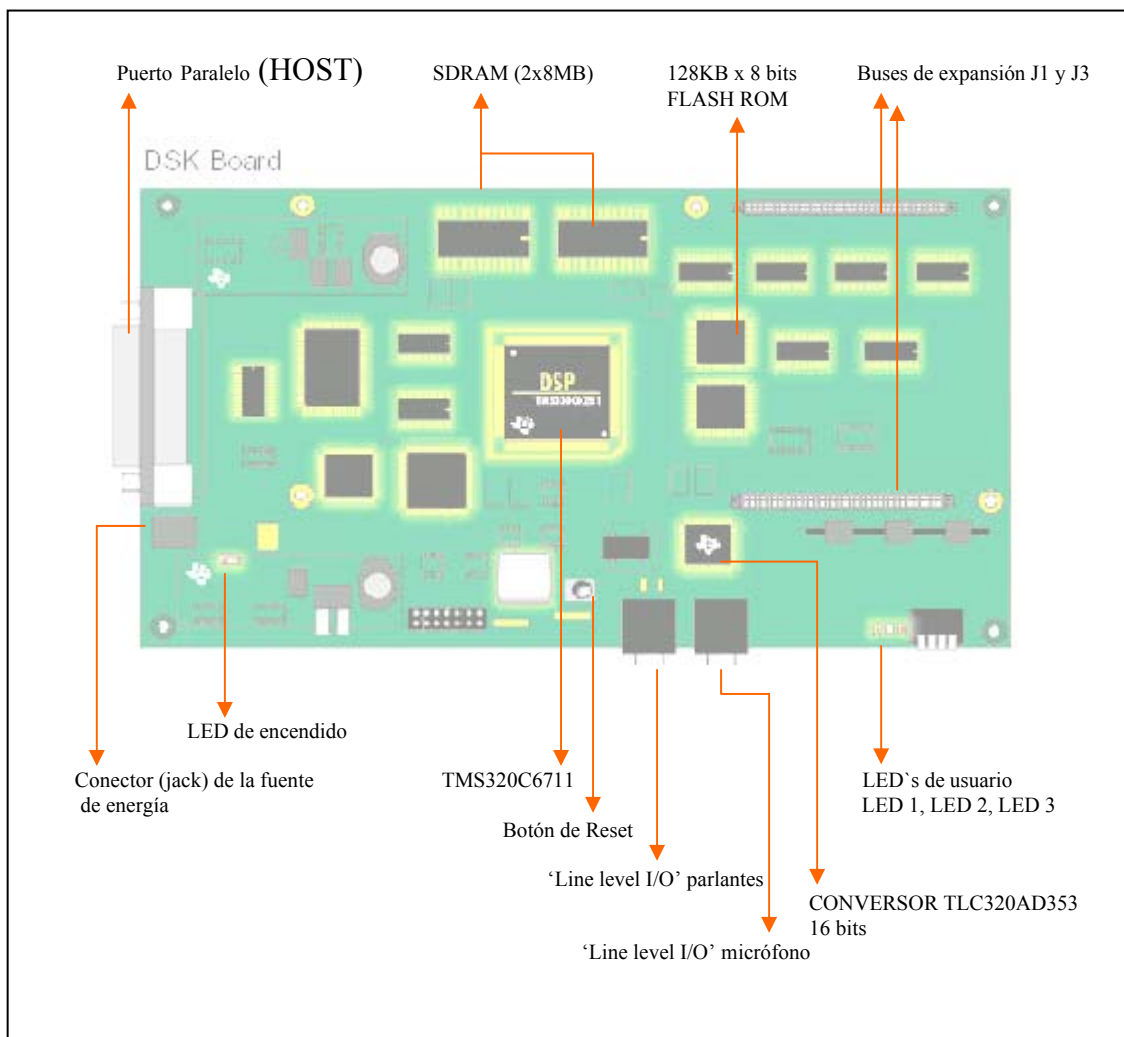 Puerto Paralelo (HOST)
SDRAM (2x8MB)
128KB x 8 bits
FLASH ROM
Buses de expansión J1 y J3
DSK Board
DSP
LED de encendido
Conector (jack) de la fuente
de energía
TMS320C6711
Botón de Reset
‘Line level I/O’ parlantes
‘Line level I/O’ micrófono
LED`s de usuario
LED 1, LED 2, LED 3
CONVERSOR TLC320AD353
16 bits